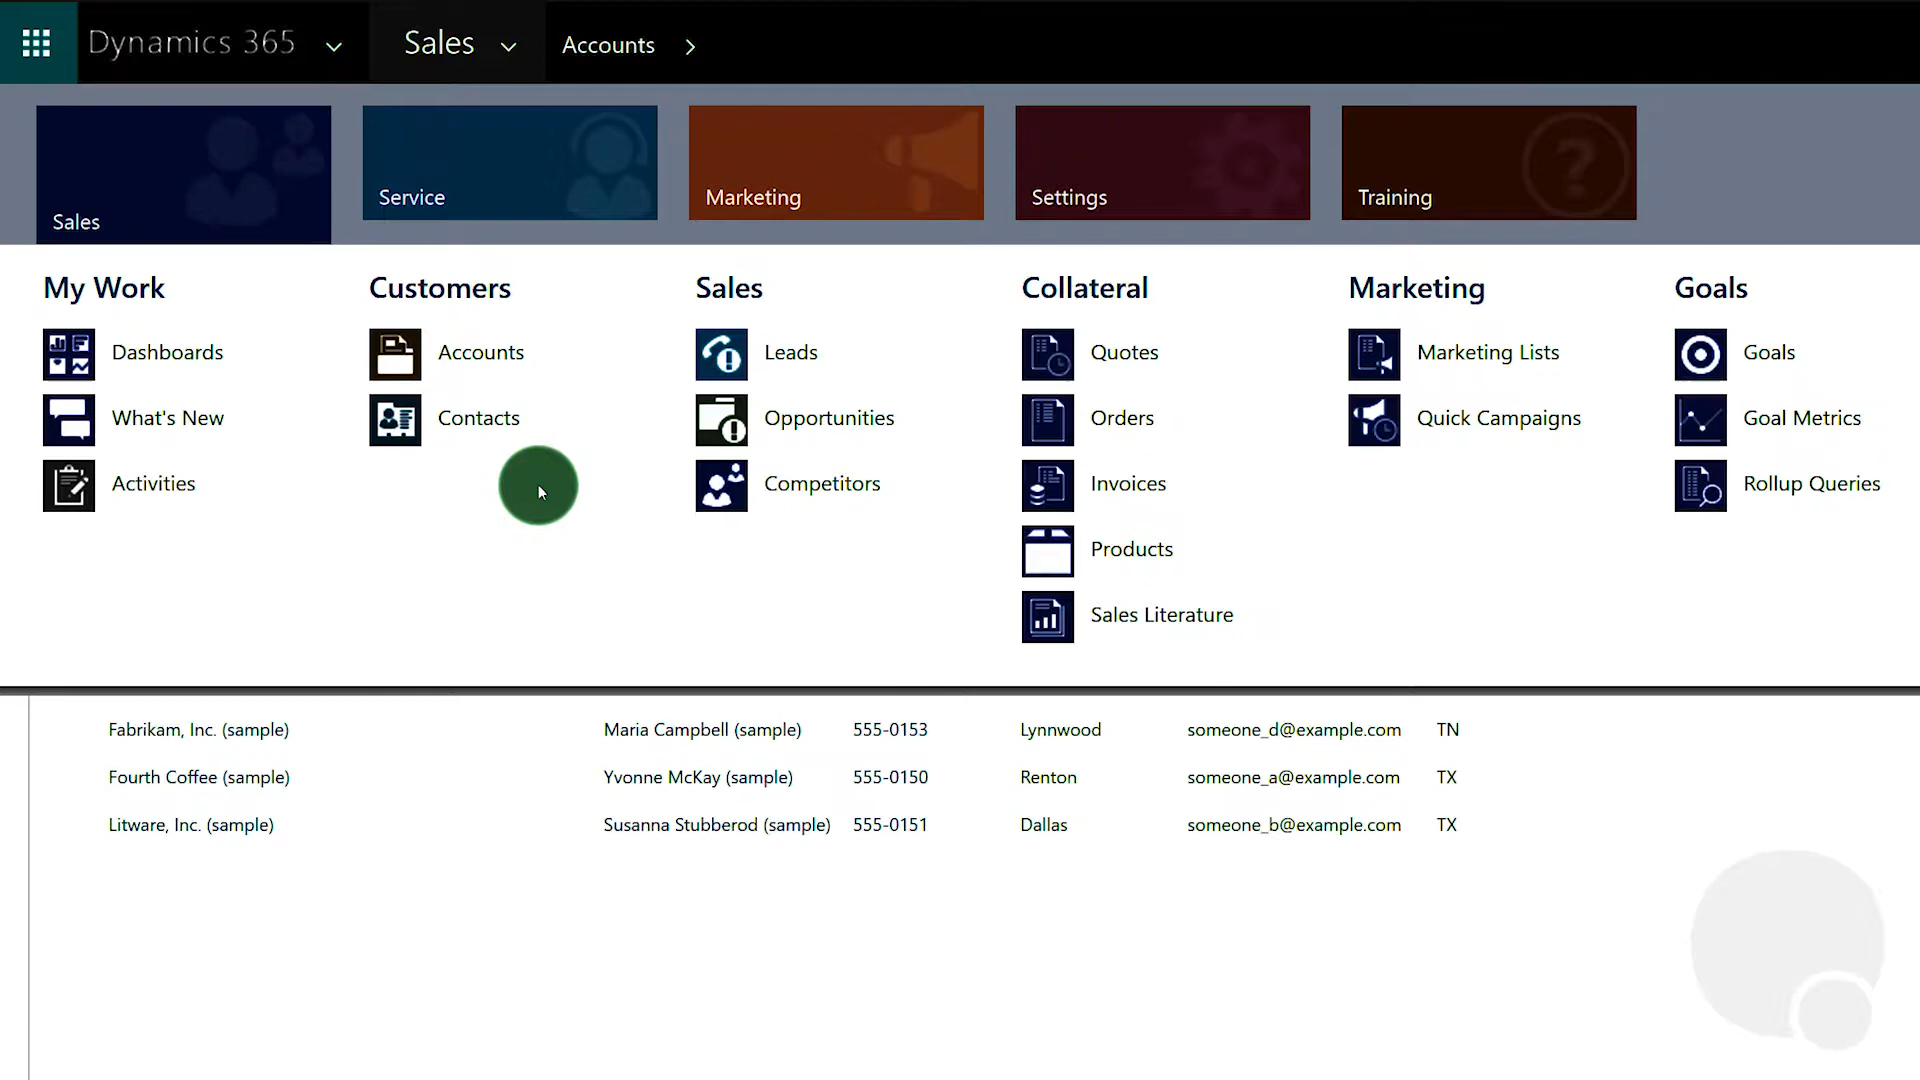 Dynamics 365 Sales Accounts
Sales Service Marketing Settings Training
My Work Customers Sales Collateral Marketing Goals
Dashboards Accounts Leads Quotes Marketing Lists Goals
What's New Contacts Opportunities Orders Quick Campaigns Goal Metrics
Activities Competitors Invoices Rollup Queries
Products
Sales Literature
Fabrikam, Inc. (sample) Maria Campbell (sample) 555-0153 Lynnwood someone_d@example.com TN
Fourth Coffee (sample) Yvonne McKay (sample) 555-0150 Renton someone_a@example.com TX
Litware, Inc. (sample) Susanna Stubberod (sample) 555-0151 Dallas someone_b@example.com TX